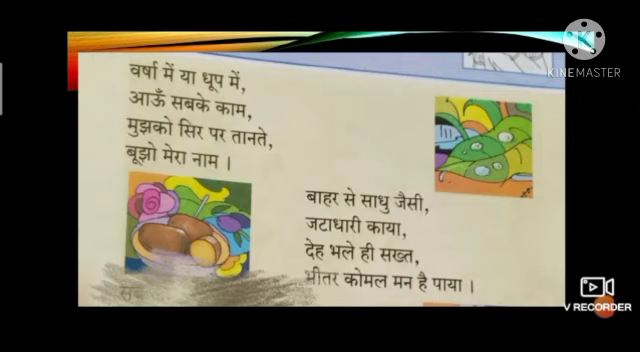 वर्षा में या धूप में,
आऊँ सबके काम,
मुझको सिर पर तानते,
बूझो मेरा नाम ।
बाहर से साधु जैसी,
जटाधारी काया,
देह भले ही सख्त,
भीतर कोमल मन है पाया ।
KINEMASTER
V RECORDER